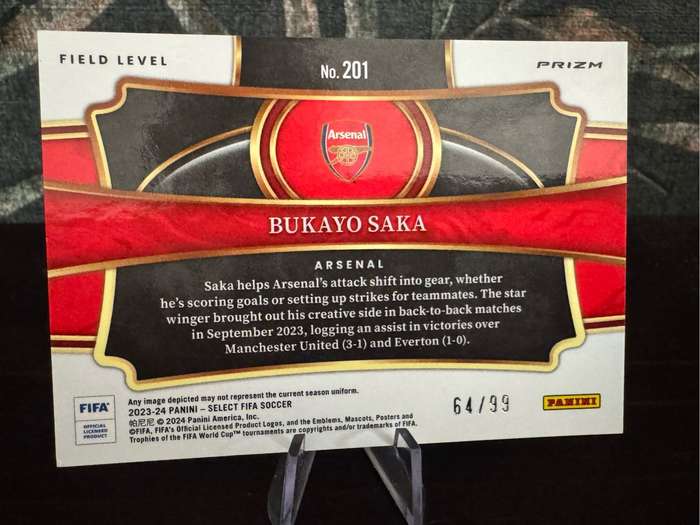 FIELD LEVEL
No. 201
PRIZM
Arsenal
BUKAYO SAKA
ARSENAL
Saka helps Arsenal's attack shift into gear, whether
he's scoring goals or setting up strikes for teammates. The star
winger brought out his creative side in back-to-back matches
in September 2023, logging an assist in victories over
Manchester United (3-1) and Everton (1-0).
FIFA®
OFFICIAL
LICENSED
PRODUCT
Any image depicted may not represent the current season uniform.
2023-24 PANINI – SELECT FIFA SOCCER
帕尼尼 © 2024 Panini America, Inc.
©FIFA, FIFA's Official Licensed Product Logos, and the Emblems, Mascots, Posters and
Trophies of the FIFA World Cup™ tournaments are copyrights and/or trademarks of FIFA.
64/99
PANINI